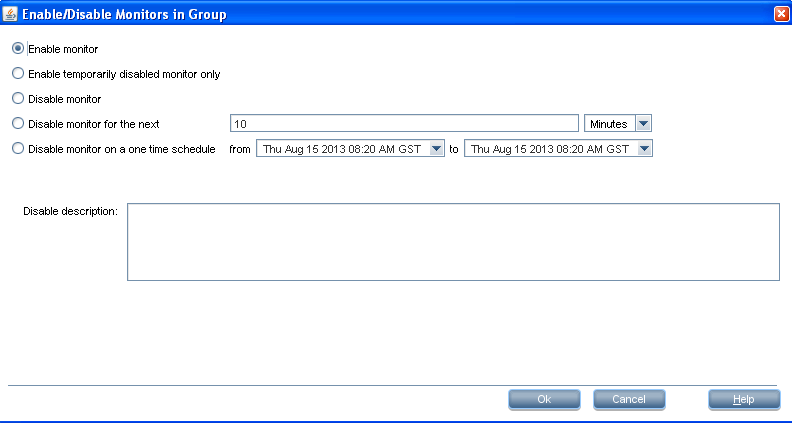 Enable/Disable Monitors in Group
Enable monitor
Enable temporarily disabled monitor only
Disable monitor
Disable monitor for the next 10 Minutes
Disable monitor on a one time schedule from Thu Aug 15 2013 08:20 AM GST to Thu Aug 15 2013 08:20 AM GST
Disable description:
Ok Cancel Help